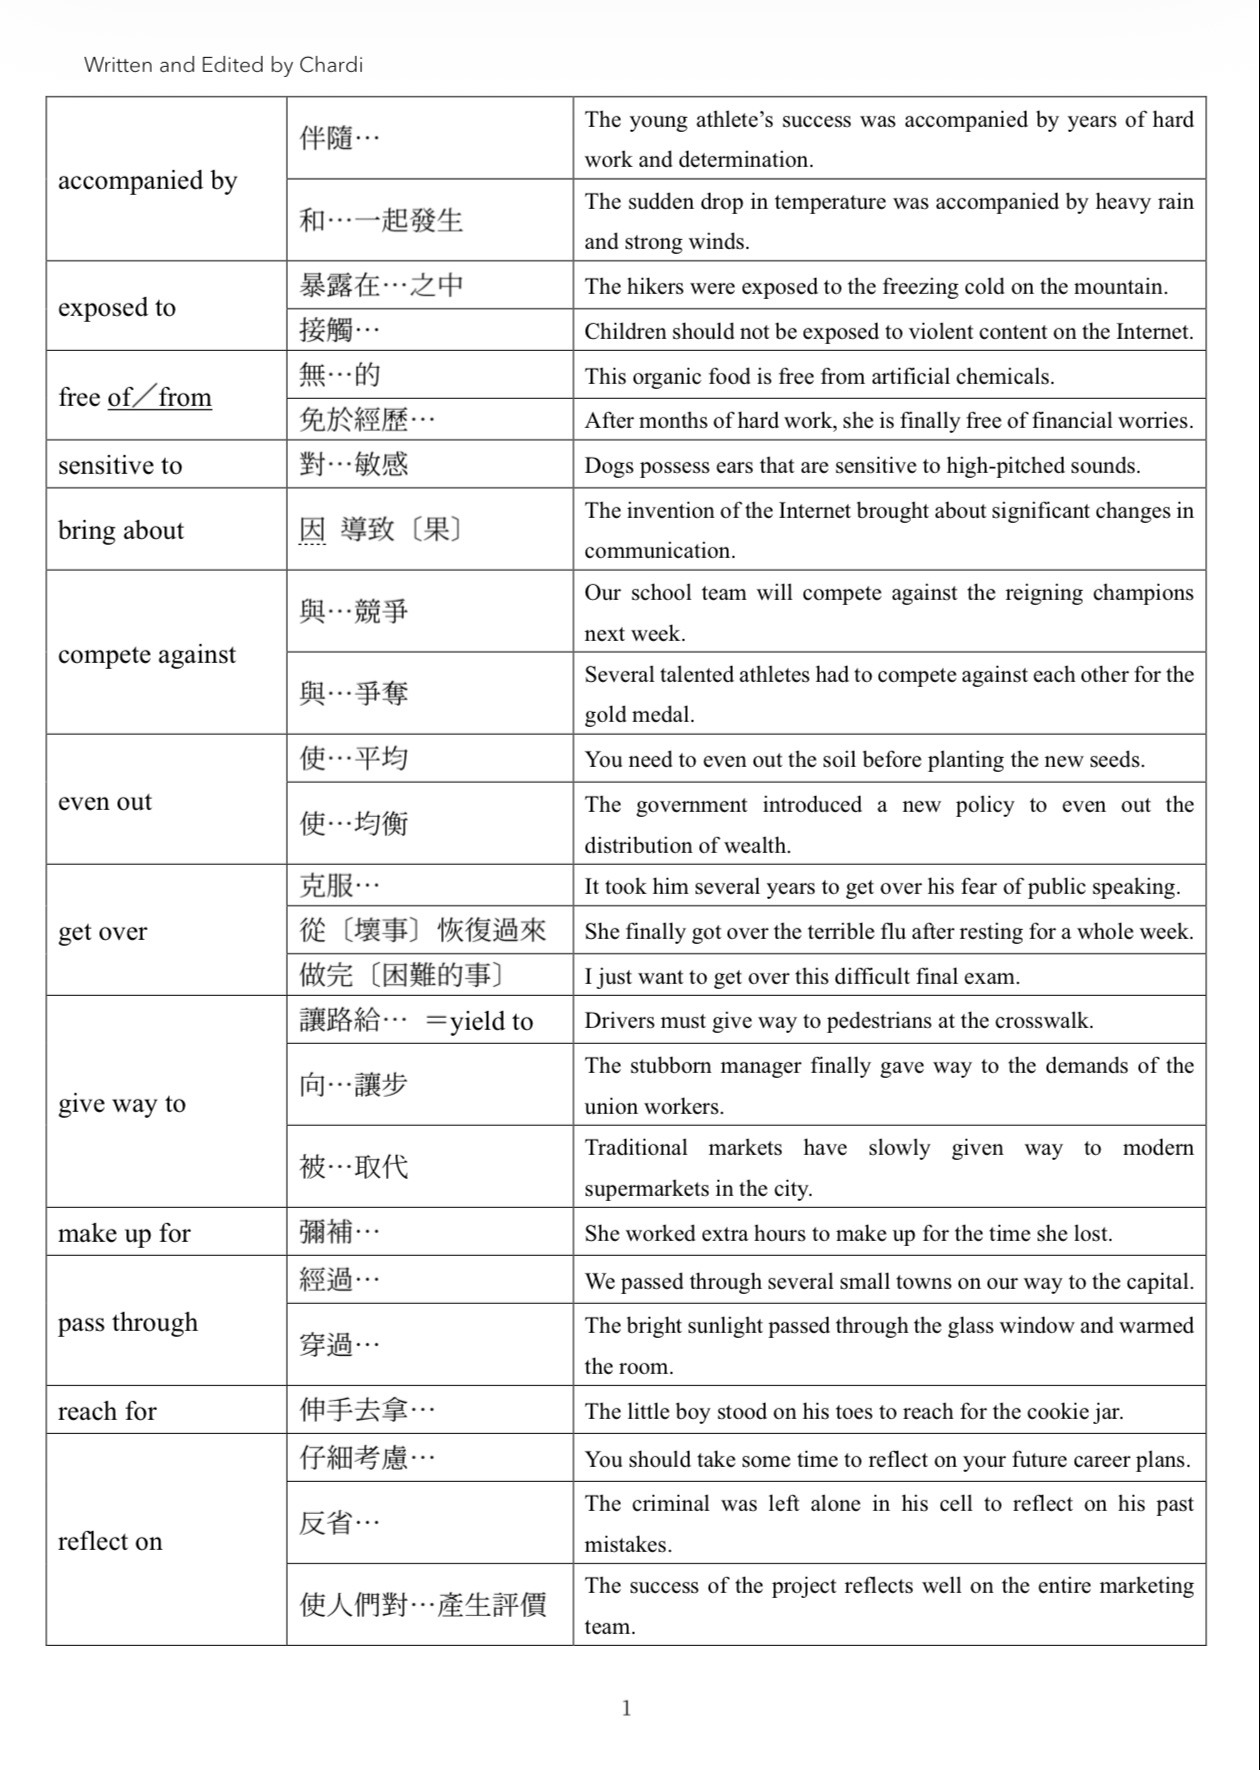 Written and Edited by Chardi
accompanied by
伴隨…
The young athlete’s success was accompanied by years of hard
work and determination.
和…一起發生
The sudden drop in temperature was accompanied by heavy rain
and strong winds.
exposed to
暴露在…之中
The hikers were exposed to the freezing cold on the mountain.
接觸…
Children should not be exposed to violent content on the Internet.
free of／from
無…的
This organic food is free from artificial chemicals.
免於經歷…
After months of hard work, she is finally free of financial worries.
sensitive to
對…敏感
Dogs possess ears that are sensitive to high-pitched sounds.
bring about
因 導致〔果〕
The invention of the Internet brought about significant changes in
communication.
compete against
與…競爭
Our school team will compete against the reigning champions
next week.
與…爭奪
Several talented athletes had to compete against each other for the
gold medal.
even out
使…平均
You need to even out the soil before planting the new seeds.
使…均衡
The government introduced a new policy to even out the
distribution of wealth.
get over
克服…
It took him several years to get over his fear of public speaking.
從〔壞事〕恢復過來
She finally got over the terrible flu after resting for a whole week.
做完〔困難的事〕
I just want to get over this difficult final exam.
give way to
讓路給… ＝yield to
Drivers must give way to pedestrians at the crosswalk.
向…讓步
The stubborn manager finally gave way to the demands of the
union workers.
被…取代
Traditional markets have slowly given way to modern
supermarkets in the city.
make up for
彌補…
She worked extra hours to make up for the time she lost.
pass through
經過…
We passed through several small towns on our way to the capital.
穿過…
The bright sunlight passed through the glass window and warmed
the room.
reach for
伸手去拿…
The little boy stood on his toes to reach for the cookie jar.
reflect on
仔細考慮…
You should take some time to reflect on your future career plans.
反省…
The criminal was left alone in his cell to reflect on his past
mistakes.
使人們對…產生評價
The success of the project reflects well on the entire marketing
team.
1